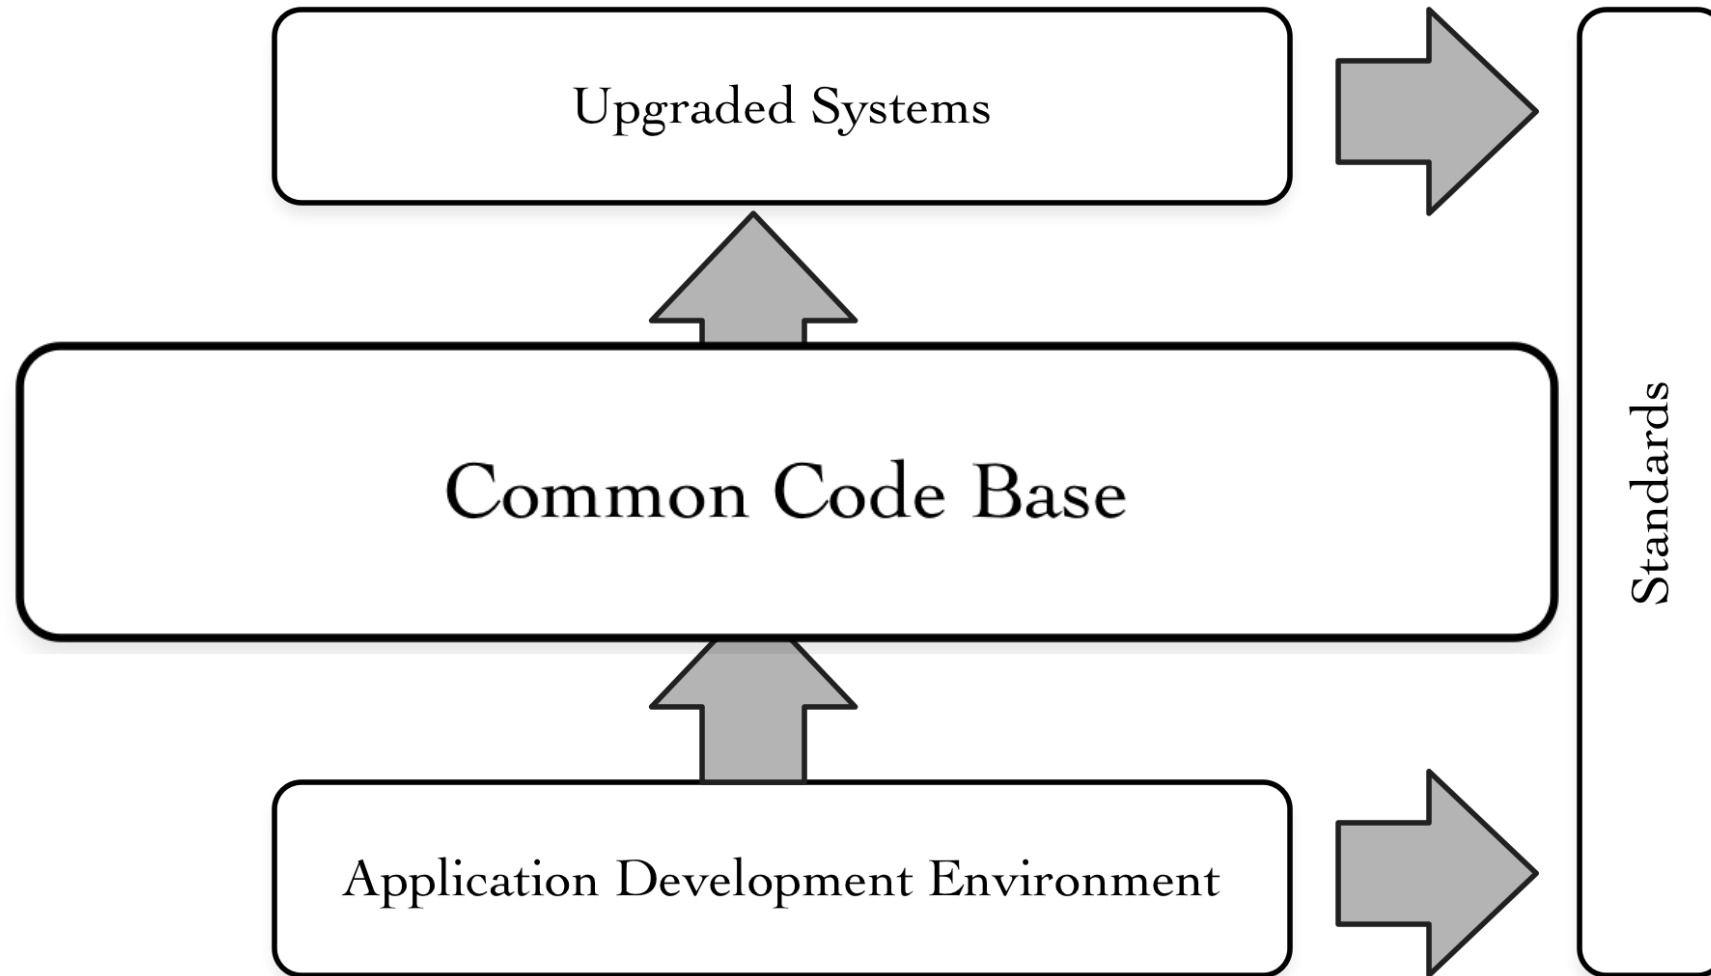 Upgraded Systems
Common Code Base
Standards
Application Development Environment